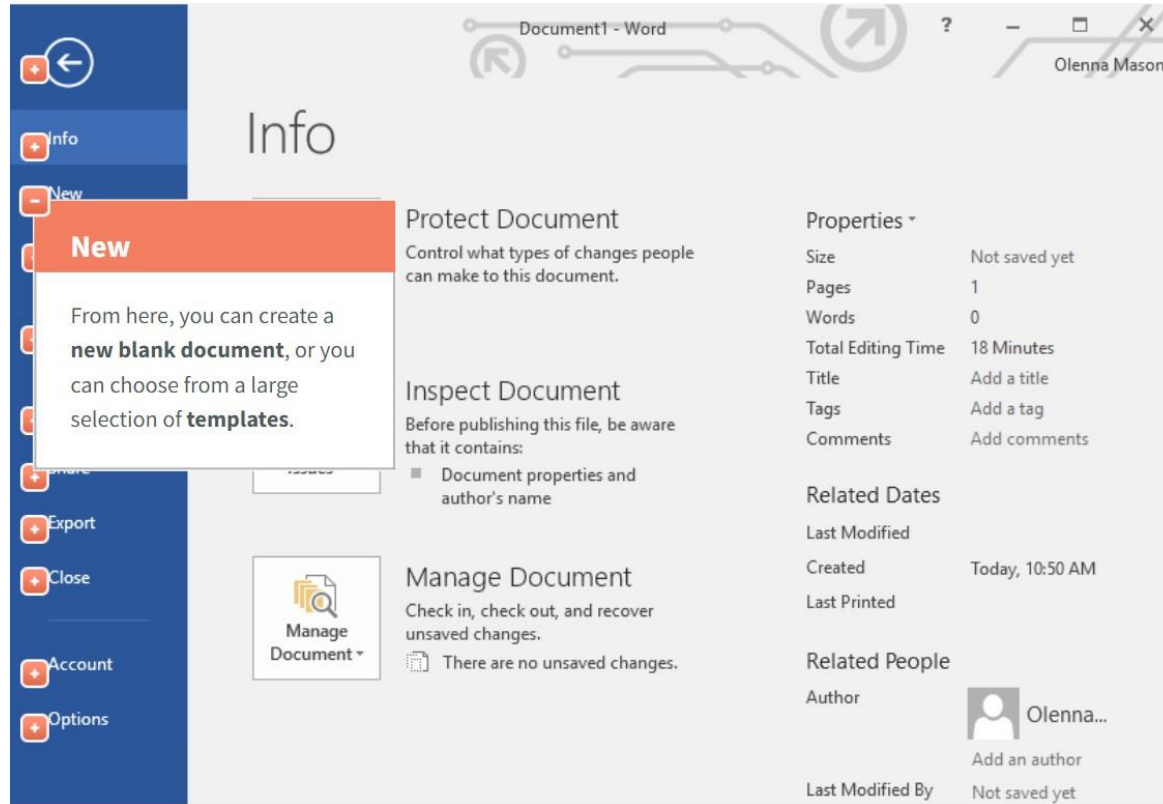 Document1 - Word
?
Olenna Mason
Info
New
Export
Close
Account
Options
Info
New
From here, you can create a
new blank document, or you
can choose from a large
selection of templates.
Protect Document
Control what types of changes people
can make to this document.
Inspect Document
Before publishing this file, be aware
that it contains:
Document properties and
author's name
Manage
Document
Manage Document
Check in, check out, and recover
unsaved changes.
There are no unsaved changes.
Properties
Size Not saved yet
Pages 1
Words 0
Total Editing Time 18 Minutes
Title Add a title
Tags Add a tag
Comments Add comments
Related Dates
Last Modified
Created Today, 10:50 AM
Last Printed
Related People
Author
Olenna...
Add an author
Last Modified By Not saved yet